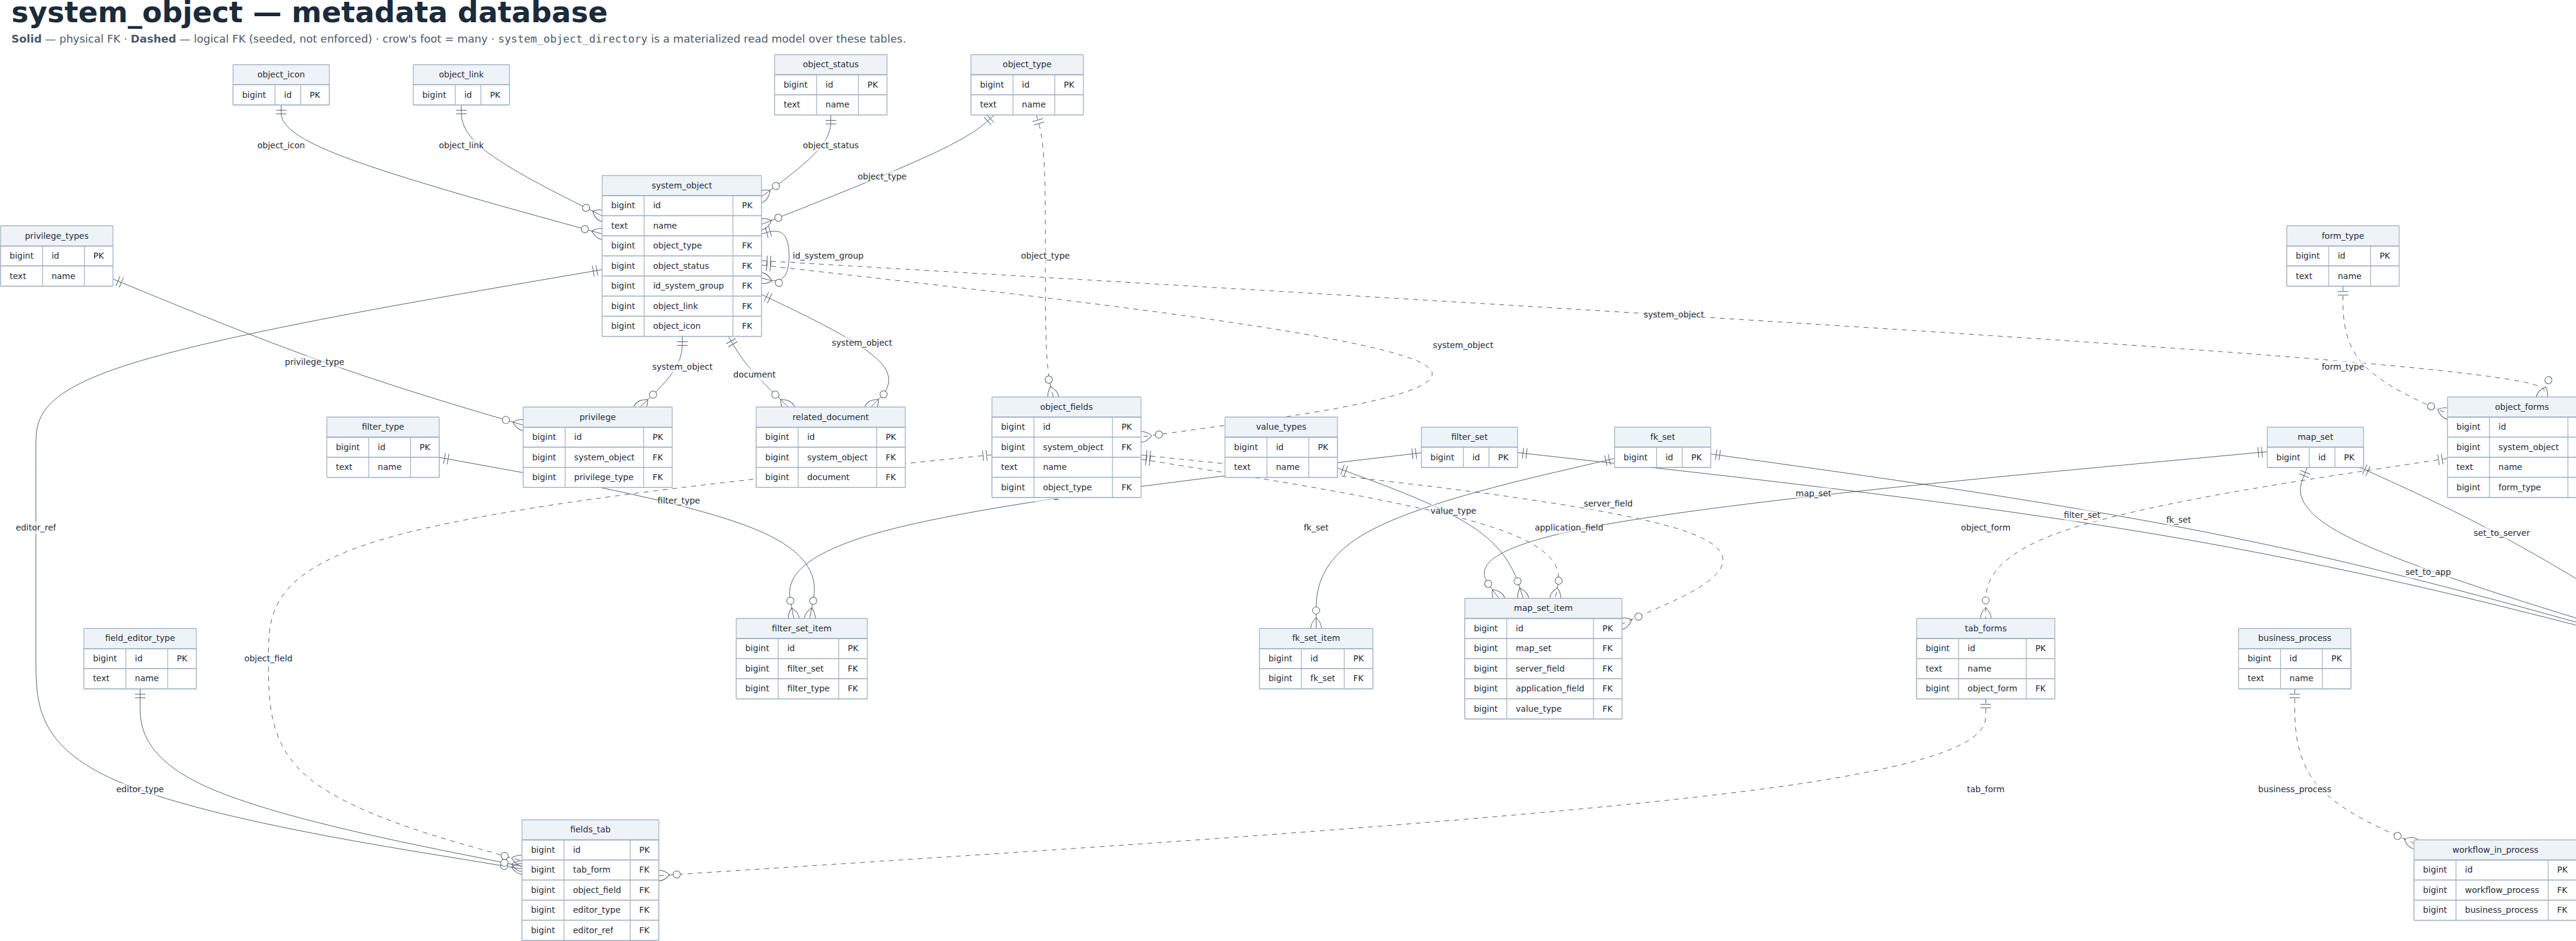 system_object — metadata database
Solid — physical FK · Dashed — logical FK (seeded, not enforced) · crow's foot = many · system_object_directory is a materialized read model over these tables.
object_icon
bigint id PK
object_link
bigint id PK
object_status
bigint id PK
text name
object_type
bigint id PK
text name
object_icon
object_link
object_status
object_type
system_object
bigint id PK
text name
bigint object_type FK
bigint object_status FK
bigint id_system_group FK
bigint object_link FK
bigint object_icon FK
privilege_types
bigint id PK
text name
id_system_group
object_type
form_type
bigint id PK
text name
system_object
privilege_type
system_object
document
system_object
system_object
form_type
filter_type
bigint id PK
text name
privilege
bigint id PK
bigint system_object FK
bigint privilege_type FK
related_document
bigint id PK
bigint system_object FK
bigint document FK
object_fields
bigint id PK
bigint system_object FK
text name
bigint object_type FK
value_types
bigint id PK
text name
filter_set
bigint id PK
fk_set
bigint id PK
map_set
bigint id PK
object_forms
bigint id
bigint system_object
text name
bigint form_type
editor_ref
filter_type
fk_set
value_type
application_field
server_field
map_set
object_form
filter_set
fk_set
set_to_server
set_to_app
field_editor_type
bigint id PK
text name
object_field
filter_set_item
bigint id PK
bigint filter_set FK
bigint filter_type FK
fk_set_item
bigint id PK
bigint fk_set FK
map_set_item
bigint id PK
bigint map_set FK
bigint server_field FK
bigint application_field FK
bigint value_type FK
tab_forms
bigint id PK
text name
bigint object_form FK
business_process
bigint id PK
text name
editor_type
tab_form
business_process
fields_tab
bigint id PK
bigint tab_form FK
bigint object_field FK
bigint editor_type FK
bigint editor_ref FK
workflow_in_process
bigint id PK
bigint workflow_process FK
bigint business_process FK